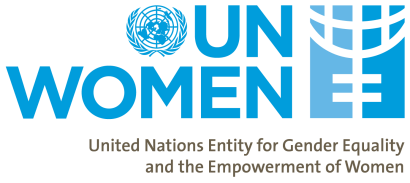 UN
WOMEN
United Nations Entity for Gender Equality
and the Empowerment of Women